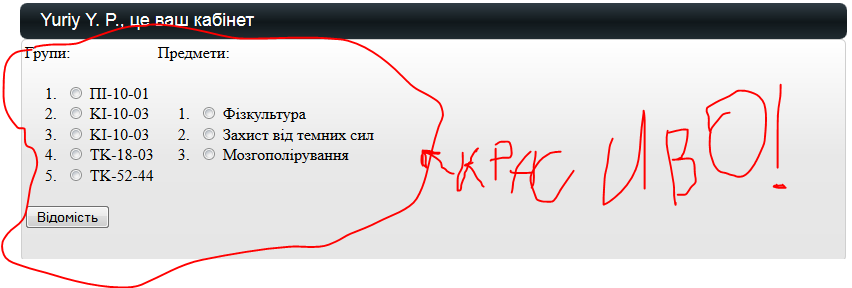 Yuriy Y. P., це ваш кабінет
Групи:
1. ПІ-10-01
2. КІ-10-03
3. КІ-10-03
4. ТК-18-03
5. ТК-52-44
Предмети:
1. Фізкультура
2. Захист від темних сил
3. Мозгополірування
Відомість
КРАСИВО!